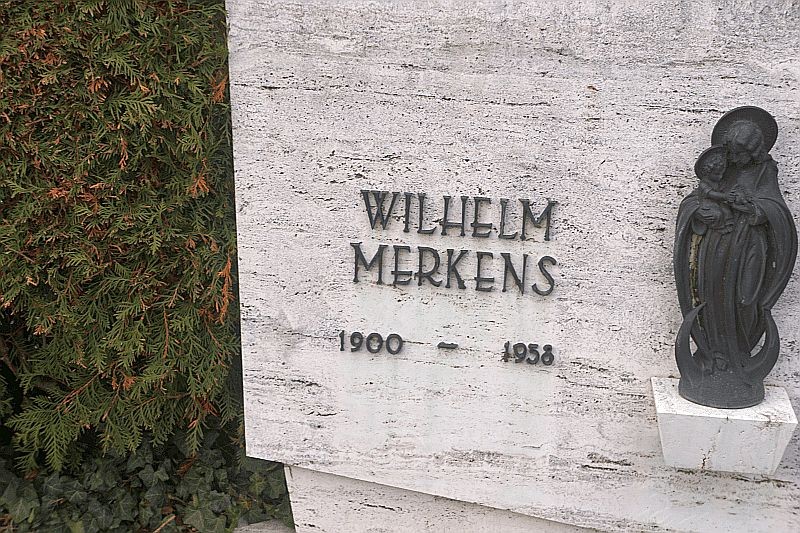 WILHELM
MERKENS
1900 - 1958